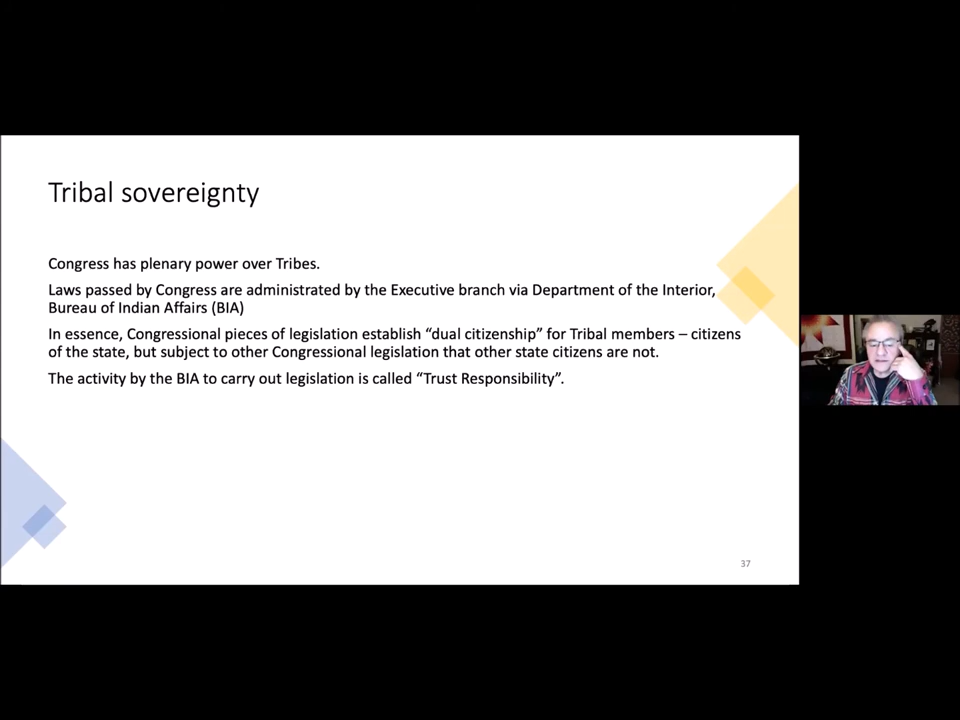 Tribal sovereignty
Congress has plenary power over Tribes.
Laws passed by Congress are administrated by the Executive branch via Department of the Interior,
Bureau of Indian Affairs (BIA)
In essence, Congressional pieces of legislation establish “dual citizenship” for Tribal members – citizens
of the state, but subject to other Congressional legislation that other state citizens are not.
The activity by the BIA to carry out legislation is called “Trust Responsibility”.
37